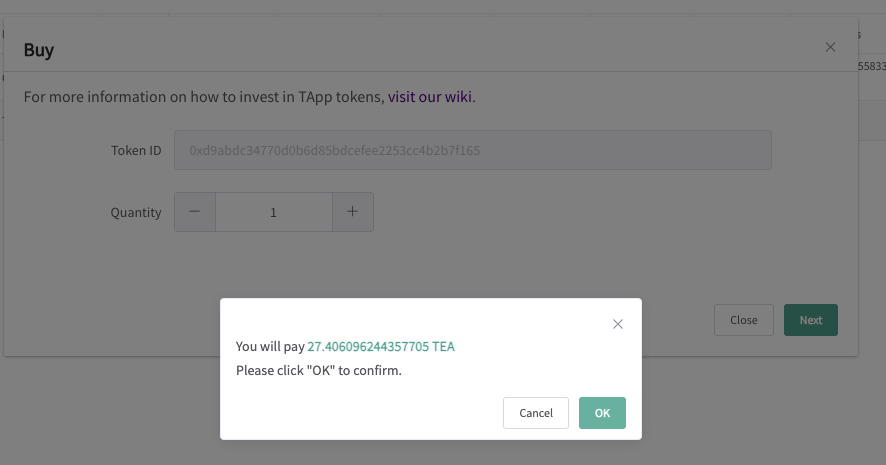 Buy
55833
For more information on how to invest in TApp tokens, visit our wiki.
Token ID 0xd9abdc34770d0b6d85bdcefee2253cc4b2b7f165
Quantity − 1 +
Close Next
You will pay 27.406096244357705 TEA
Please click "OK" to confirm.
Cancel OK